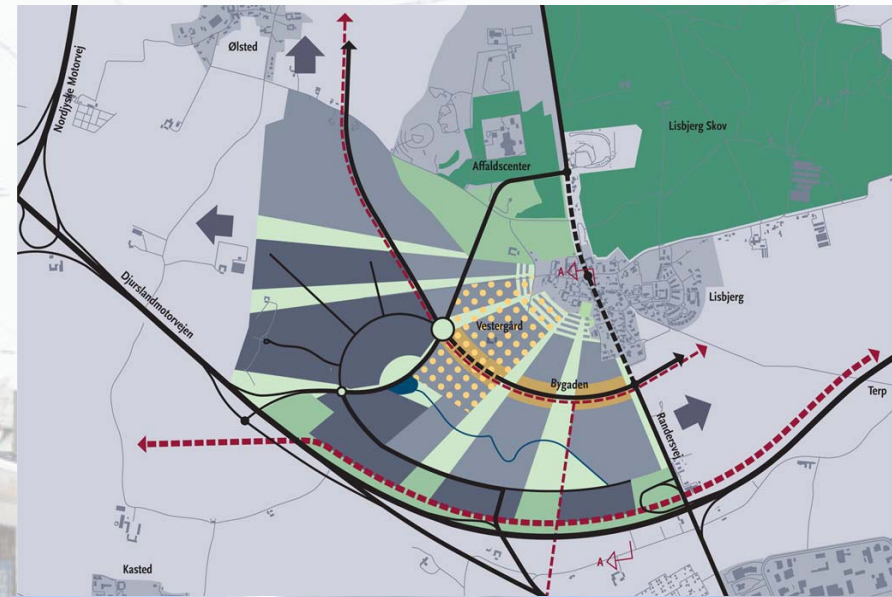 Ølsted
Nordjyske Motorvej
Lisbjerg Skov
Affaldscenter
A
Lisbjerg
Djurslandmotorvejen
Vestergård
Bygaden
Terp
Randersvej
A
Kasted